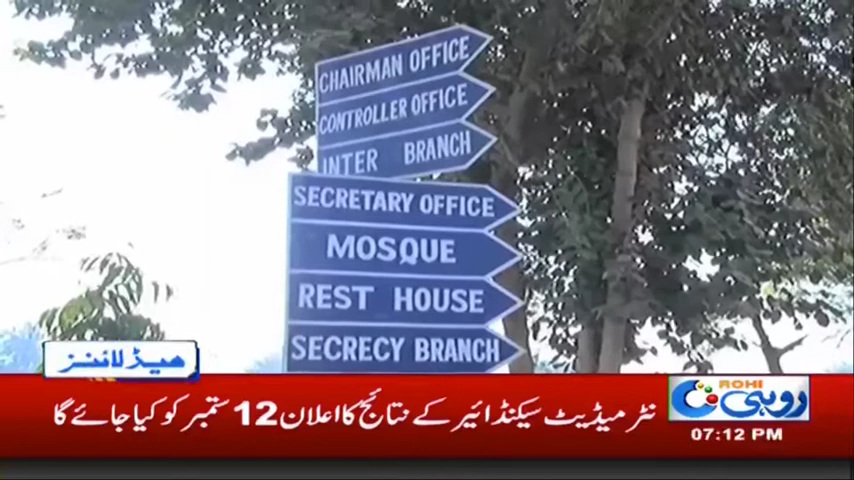 CHAIRMAN OFFICE
CONTROLLER OFFICE
INTER BRANCH
SECRETARY OFFICE
MOSQUE
REST HOUSE
SECRECY BRANCH
ہیڈلائنز
نٹرمیڈیٹ سیکنڈ ائیر کے نتائج کا اعلان 12 ستمبر کو کیا جائے گا
ROHI
روہی
07:12 PM